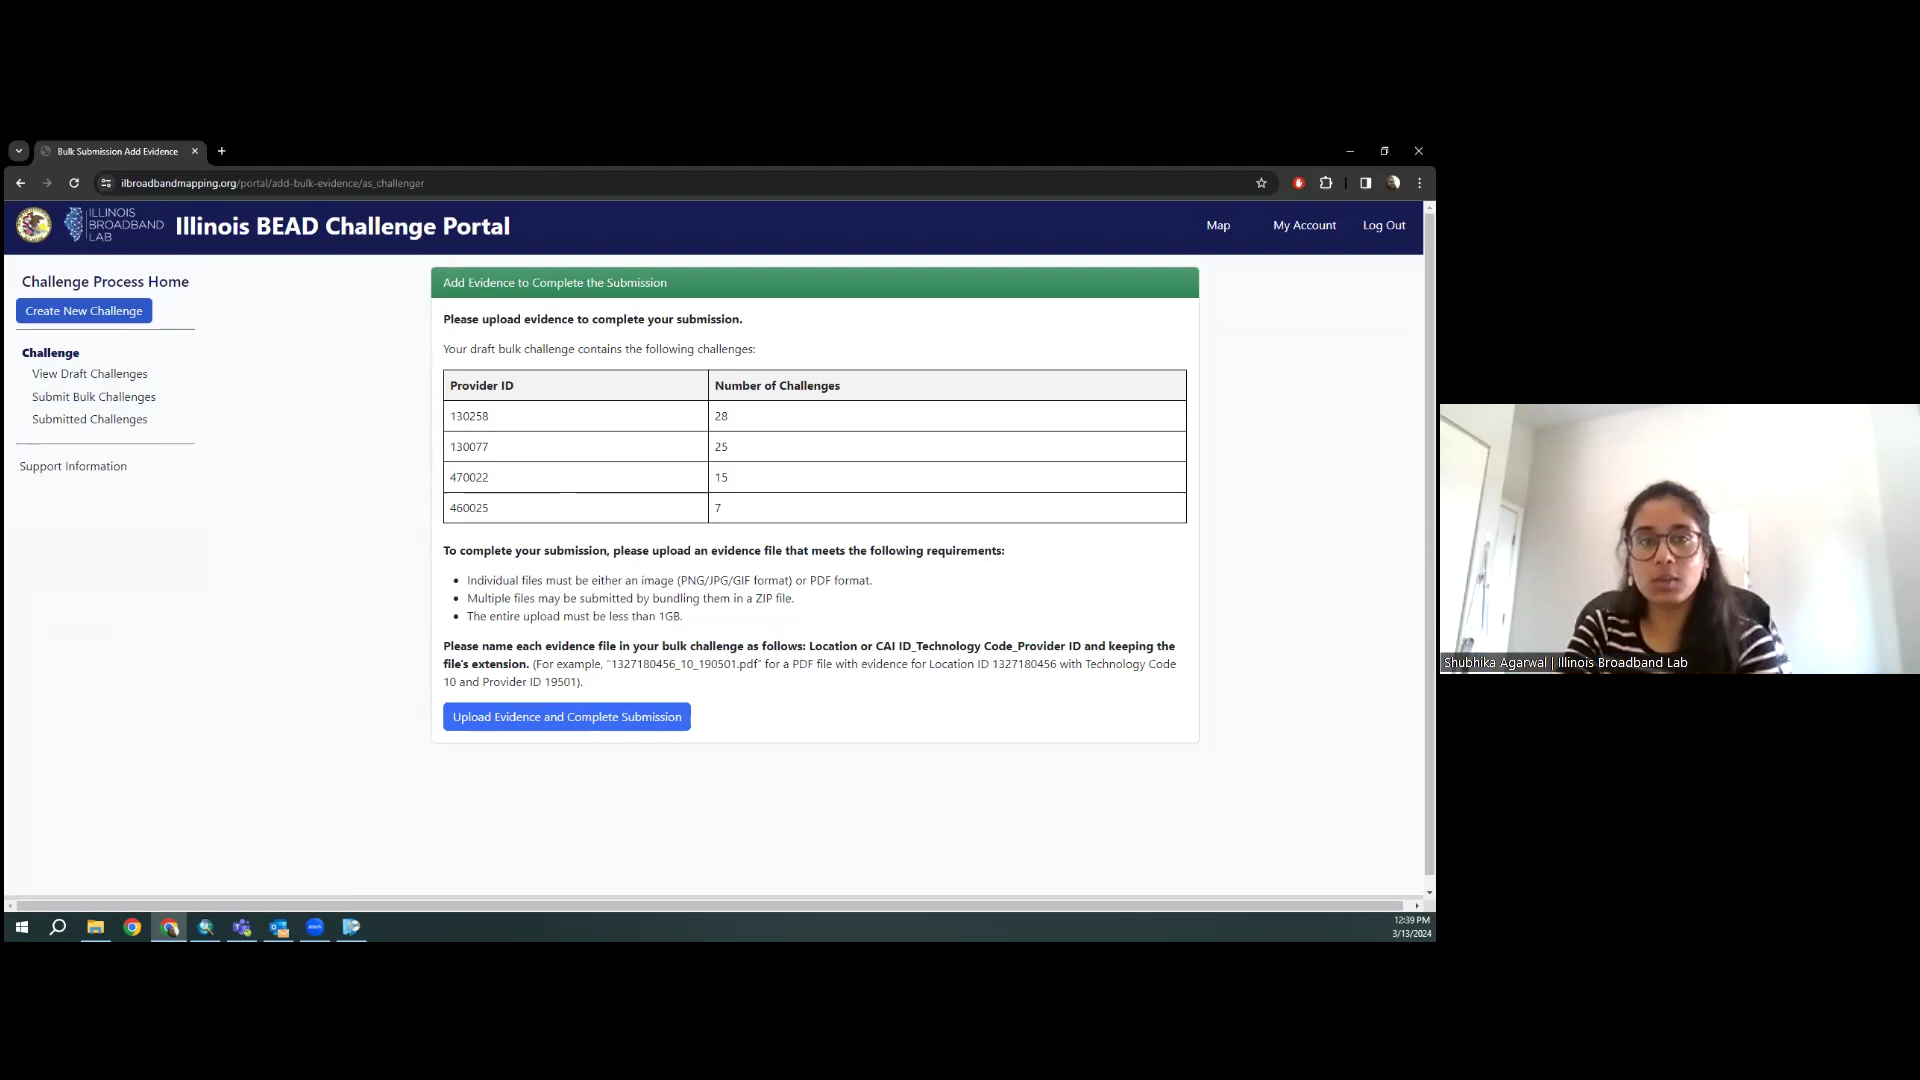 Bulk Submission Add Evidence
ilbroadbandmapping.org/portal/add-bulk-evidence/as_challenger
ILLINOIS
BROADBAND
LAB
Illinois BEAD Challenge Portal
Map
My Account
Log Out
Challenge Process Home
Create New Challenge
Challenge
View Draft Challenges
Submit Bulk Challenges
Submitted Challenges
Support Information
Add Evidence to Complete the Submission
Please upload evidence to complete your submission.
Your draft bulk challenge contains the following challenges:
Provider ID Number of Challenges
130258 28
130077 25
470022 15
460025 7
To complete your submission, please upload an evidence file that meets the following requirements:
• Individual files must be either an image (PNG/JPG/GIF format) or PDF format.
• Multiple files may be submitted by bundling them in a ZIP file.
• The entire upload must be less than 1GB.
Please name each evidence file in your bulk challenge as follows: Location or CAI ID_Technology Code_Provider ID and keeping the
file's extension. (For example, "1327180456_10_190501.pdf" for a PDF file with evidence for Location ID 1327180456 with Technology Code
10 and Provider ID 19501).
Upload Evidence and Complete Submission
Shubhika Agarwal | Illinois Broadband Lab
zoom
12:39 PM
3/13/2024